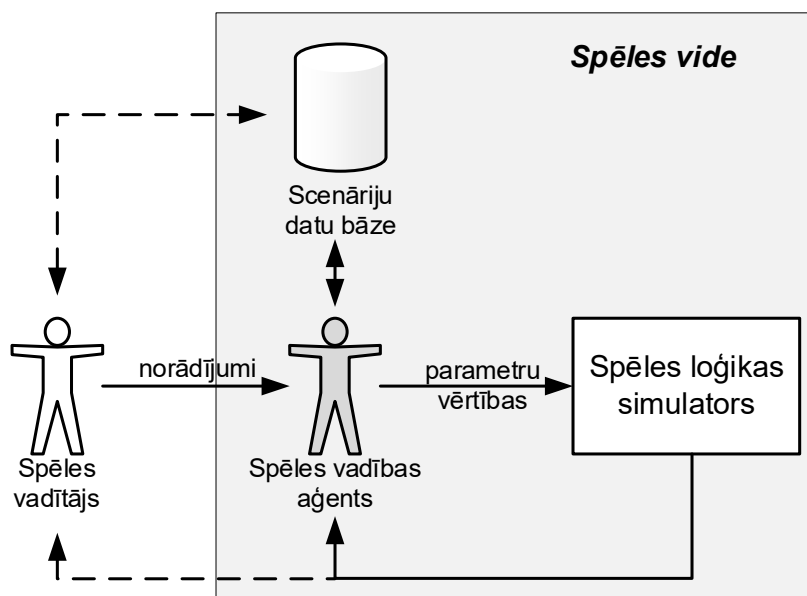 Spēles vide
Scenāriju
datu bāze
norādījumi
parametru
vērtības
Spēles loģikas
simulators
Spēles
vadītājs
Spēles vadības
aģents